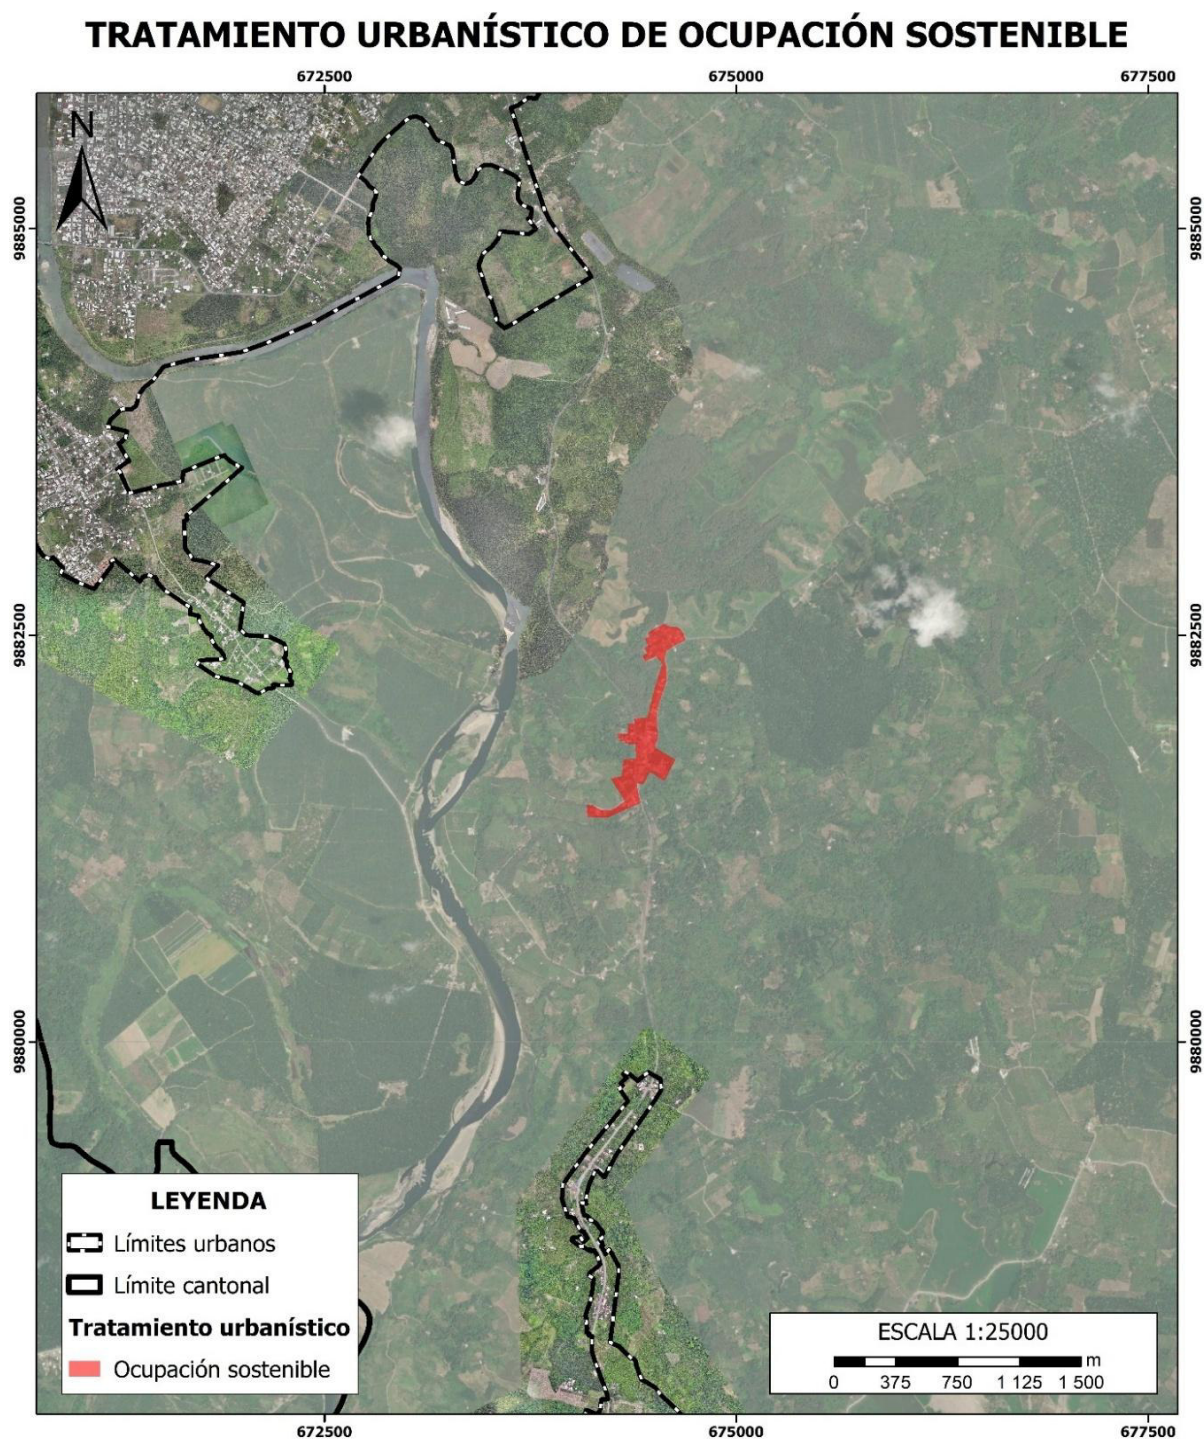 TRATAMIENTO URBANÍSTICO DE OCUPACIÓN SOSTENIBLE
672500 675000 677500
N
9885000 9885000
9882500 9882500
9880000 9880000
LEYENDA
Límites urbanos
Límite cantonal
Tratamiento urbanístico
Ocupación sostenible
ESCALA 1:25000
m
0 375 750 1 125 1 500
672500 675000 677500